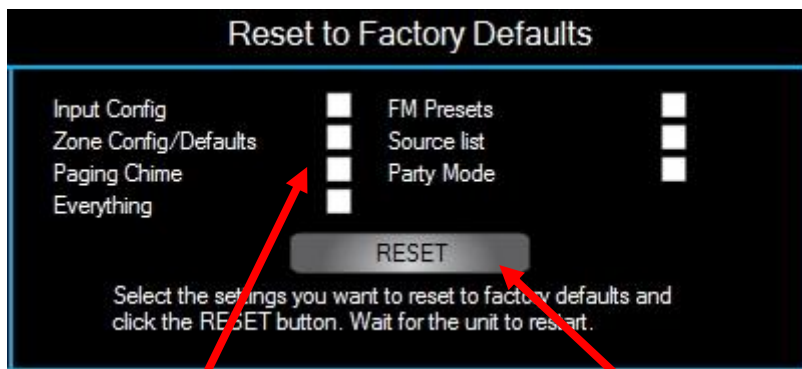 Reset to Factory Defaults
Input Config
FM Presets
Zone Config/Defaults
Source list
Paging Chime
Party Mode
Everything
RESET
Select the settings you want to reset to factory defaults and
click the RESET button. Wait for the unit to restart.